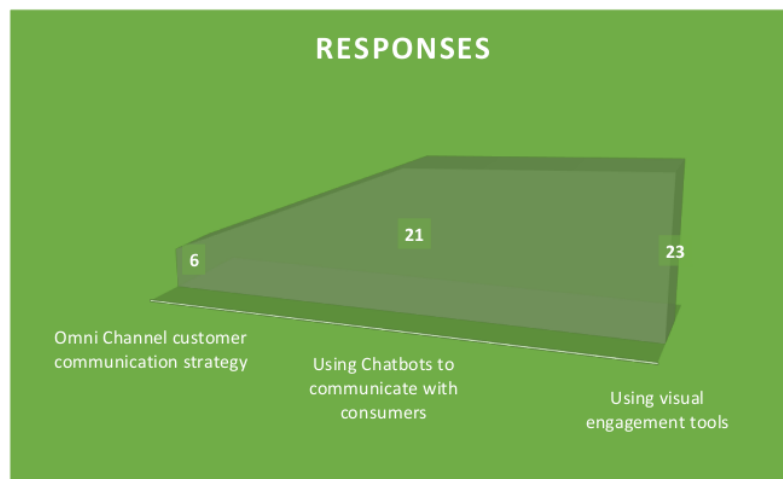 RESPONSES
6
21
23
Omni Channel customer
communication strategy
Using Chatbots to
communicate with
consumers
Using visual
engagement tools